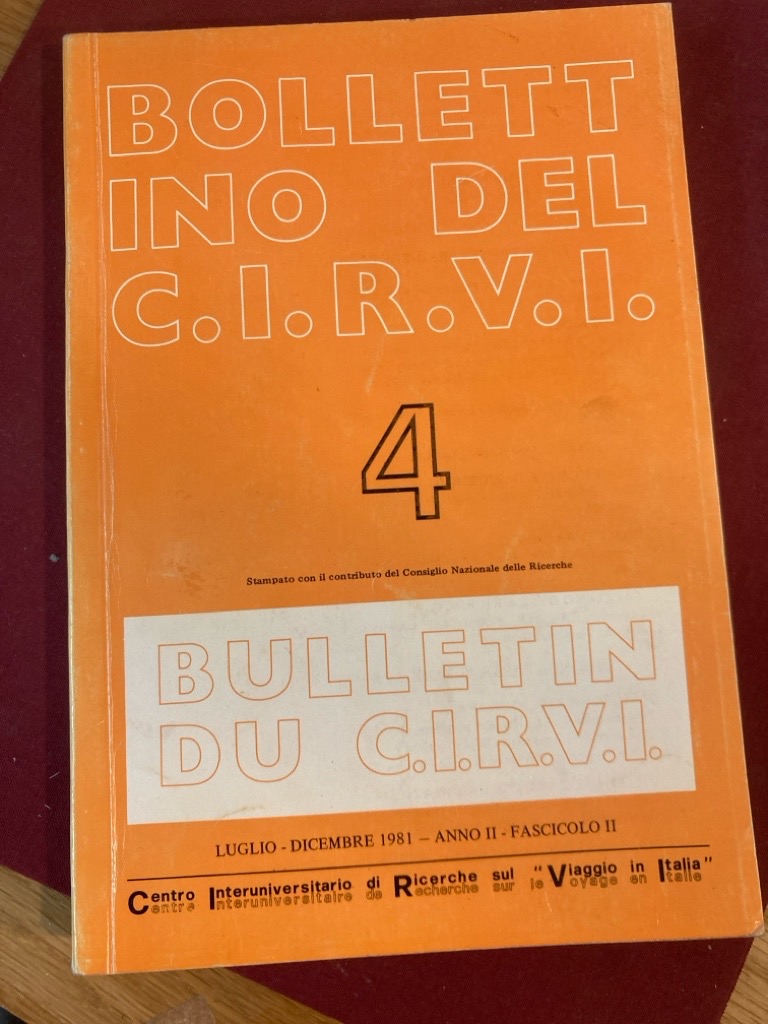 BOLLETT
INO DEL
C.I.R.V.I.
4
Stampato con il contributo del Consiglio Nazionale delle Ricerche
BULLETIN
DU C.I.R.V.I.
LUGLIO - DICEMBRE 1981 — ANNO II - FASCICOLO II
Centro Interuniversitario di Ricerche sul "Viaggio in Italia"
Centre Interuniversitaire de Recherche sur le Voyage en Italie